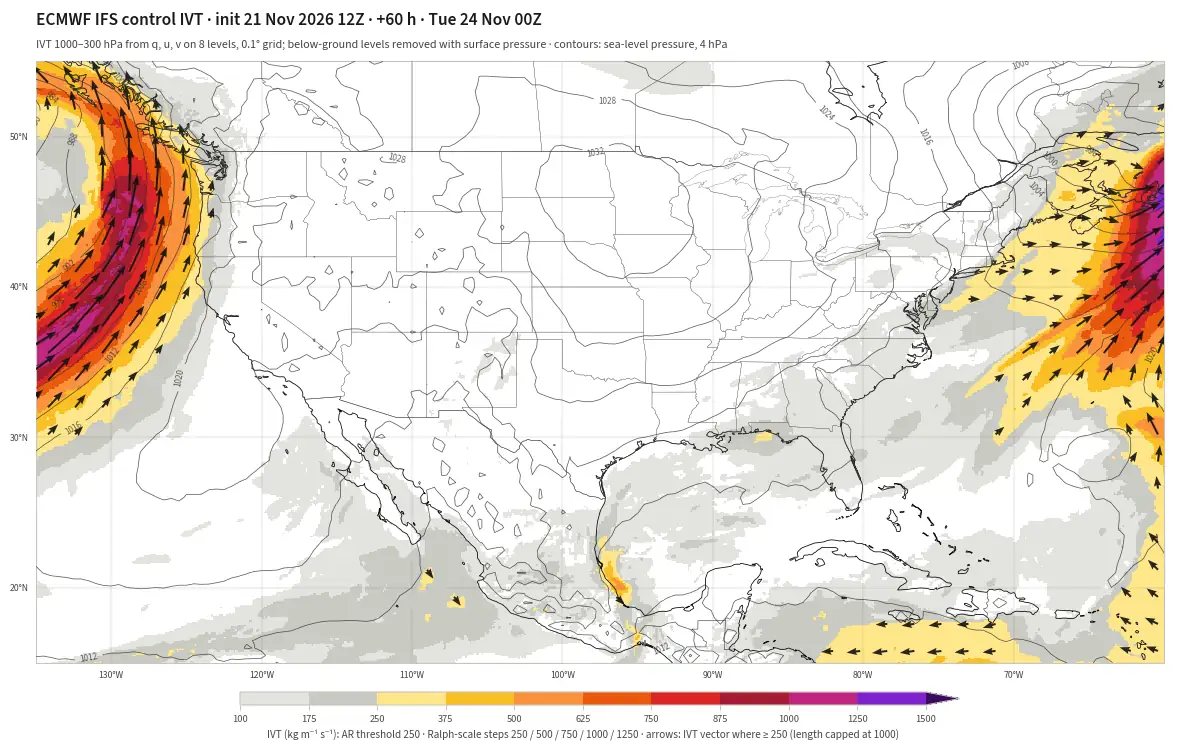 ECMWF IFS control IVT · init 21 Nov 2026 12Z · +60 h · Tue 24 Nov 00Z
IVT 1000–300 hPa from q, u, v on 8 levels, 0.1° grid; below-ground levels removed with surface pressure · contours: sea-level pressure, 4 hPa
1008
1028
1024
50°N
988
1016
1032
1028
1000
1004
992
40°N
1012
1020
1020
1016
30°N
20°N
1012
1012
130°W 120°W 110°W 100°W 90°W 80°W 70°W
100 175 250 375 500 625 750 875 1000 1250 1500
IVT (kg m⁻¹ s⁻¹): AR threshold 250 · Ralph-scale steps 250 / 500 / 750 / 1000 / 1250 · arrows: IVT vector where ≥ 250 (length capped at 1000)